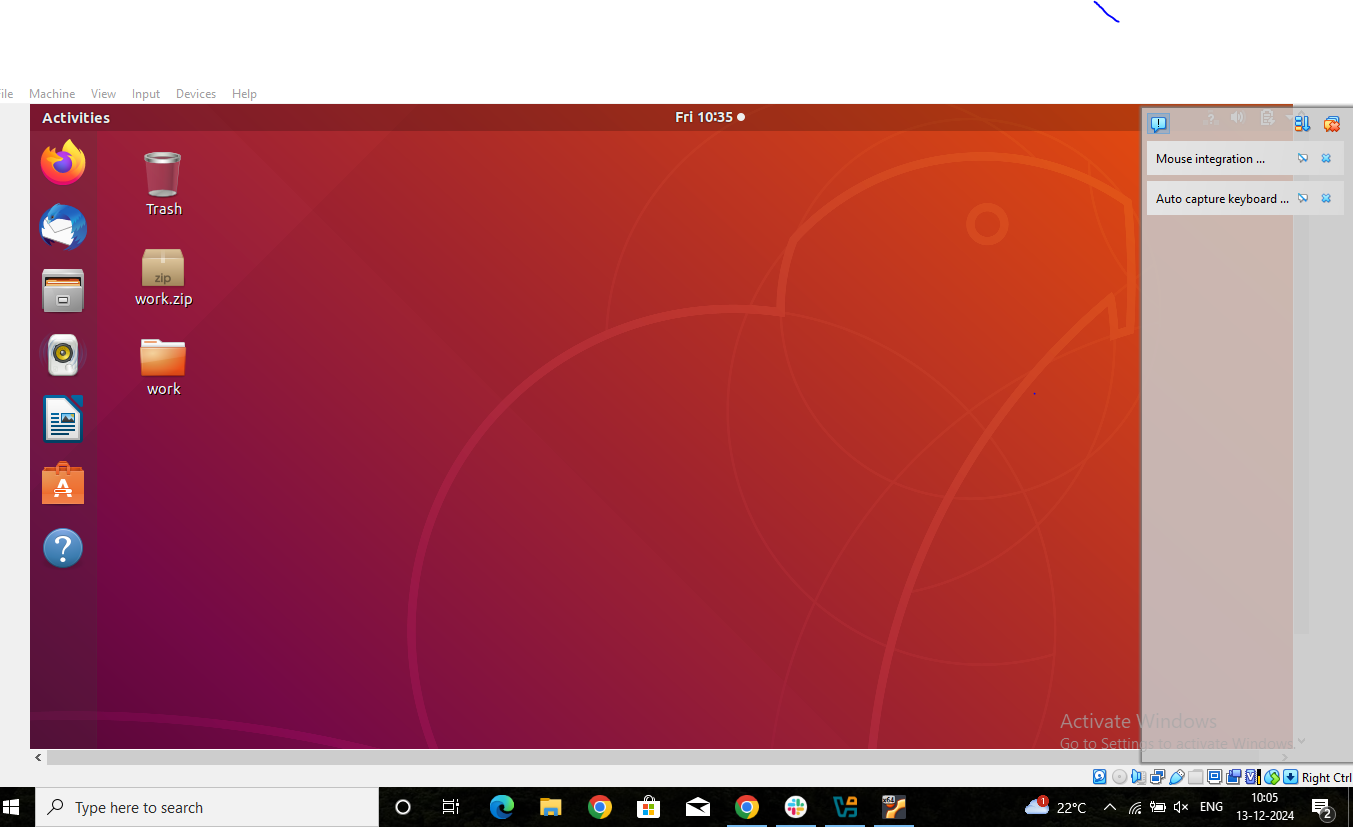 ile Machine View Input Devices Help
Activities
Fri 10:35
Mouse integration ...
Auto capture keyboard ...
Trash
zip
work.zip
work
Activate Windows
Go to Settings to activate Windows.
Right Ctrl
Type here to search
1
22°C
ENG
10:05
13-12-2024
2